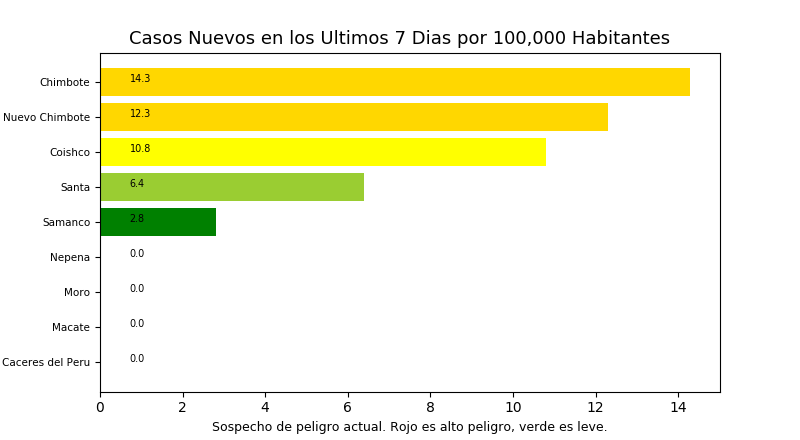 Casos Nuevos en los Ultimos 7 Dias por 100,000 Habitantes
Chimbote 14.3
Nuevo Chimbote 12.3
Coishco 10.8
Santa 6.4
Samanco 2.8
Nepena 0.0
Moro 0.0
Macate 0.0
Caceres del Peru 0.0
0 2 4 6 8 10 12 14
Sospecho de peligro actual. Rojo es alto peligro, verde es leve.